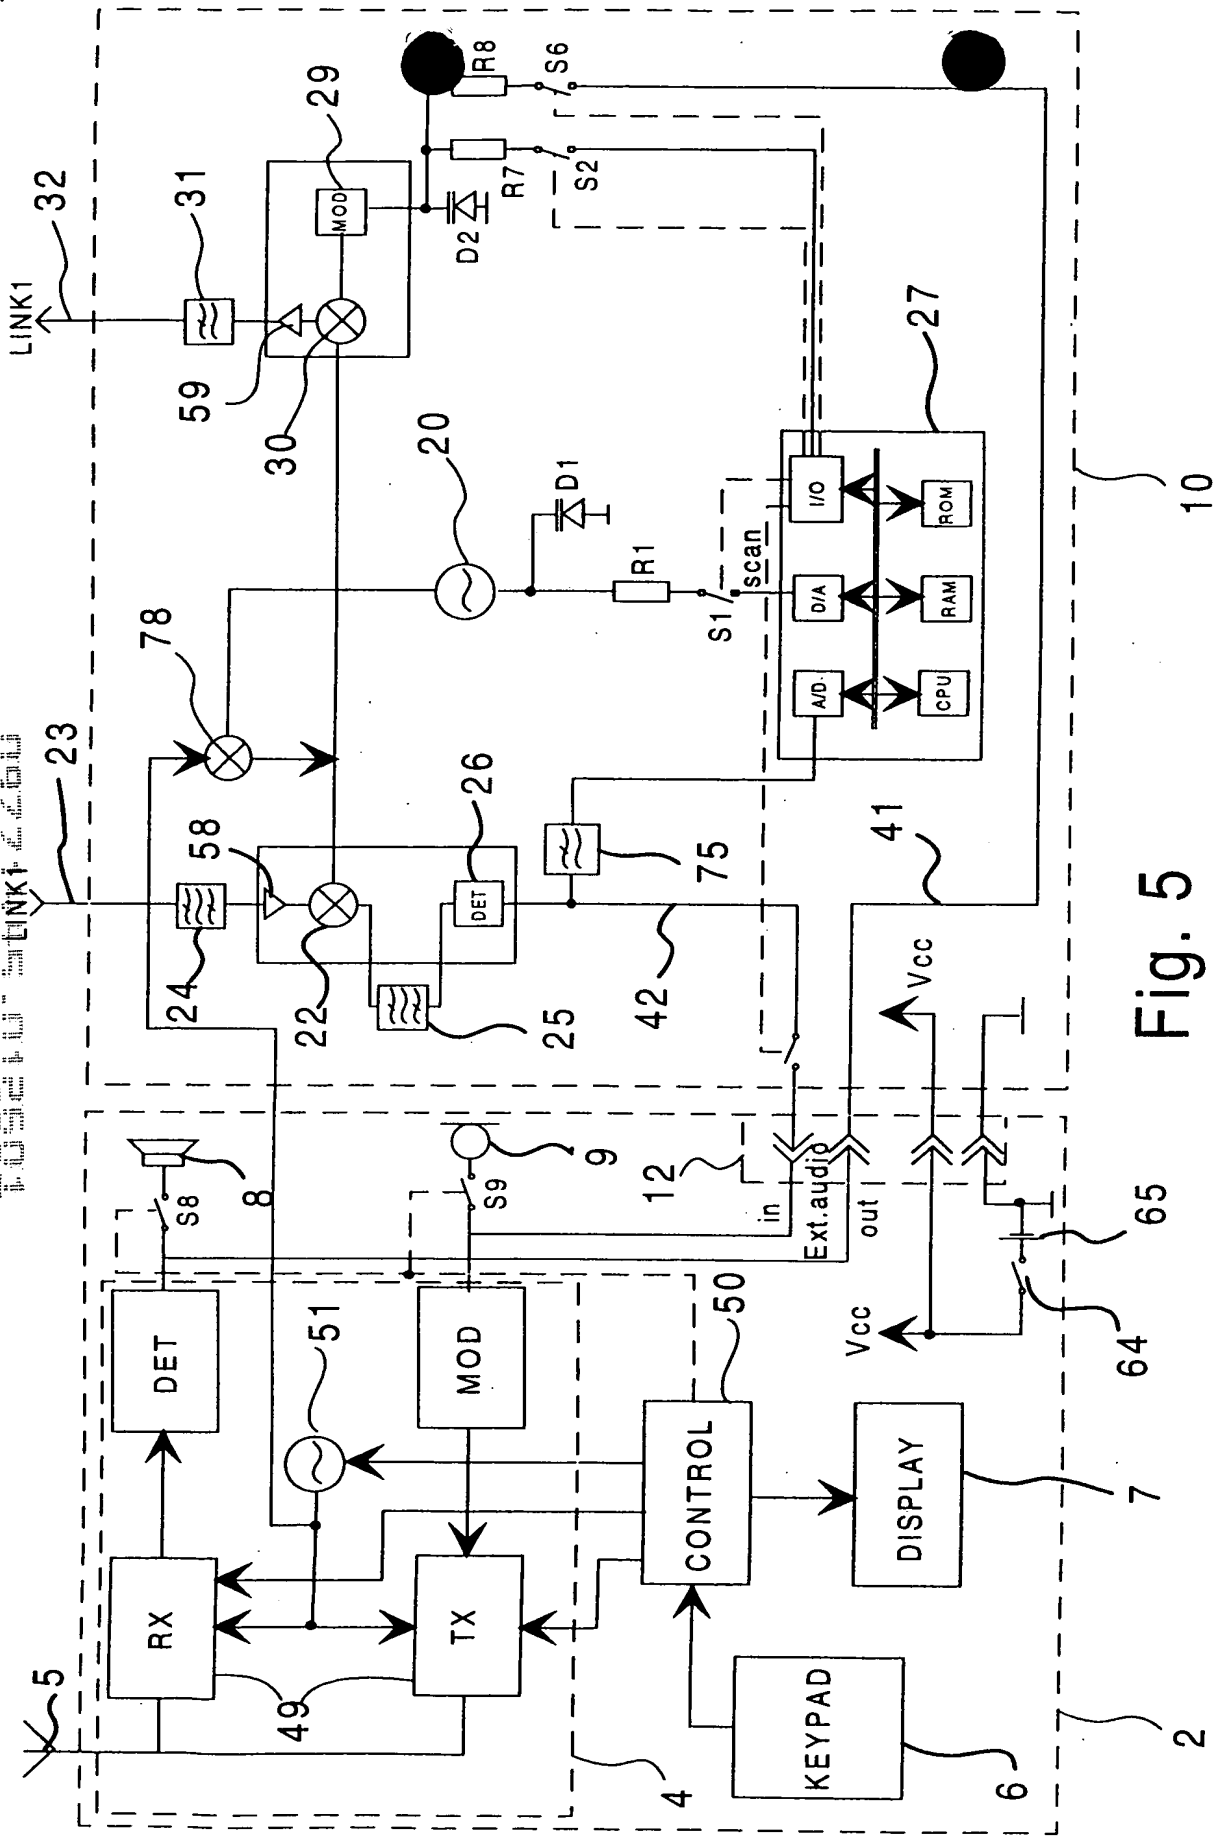 LINK1
32
31
29
R8
S6
59
MOD
R7
S2
D2
30
LINK1
23
78
20
D1
27
24
58
26
R1
S1
scan
I/O
D/A
A/D
ROM
RAM
CPU
22
DET
75
25
42
41
10
Vcc
8
S8
9
S9
12
in
Ext.audio
out
65
64
Vcc
DET
51
MOD
50
CONTROL
RX
TX
49
DISPLAY
7
5
4
KEYPAD
6
2
Fig. 5